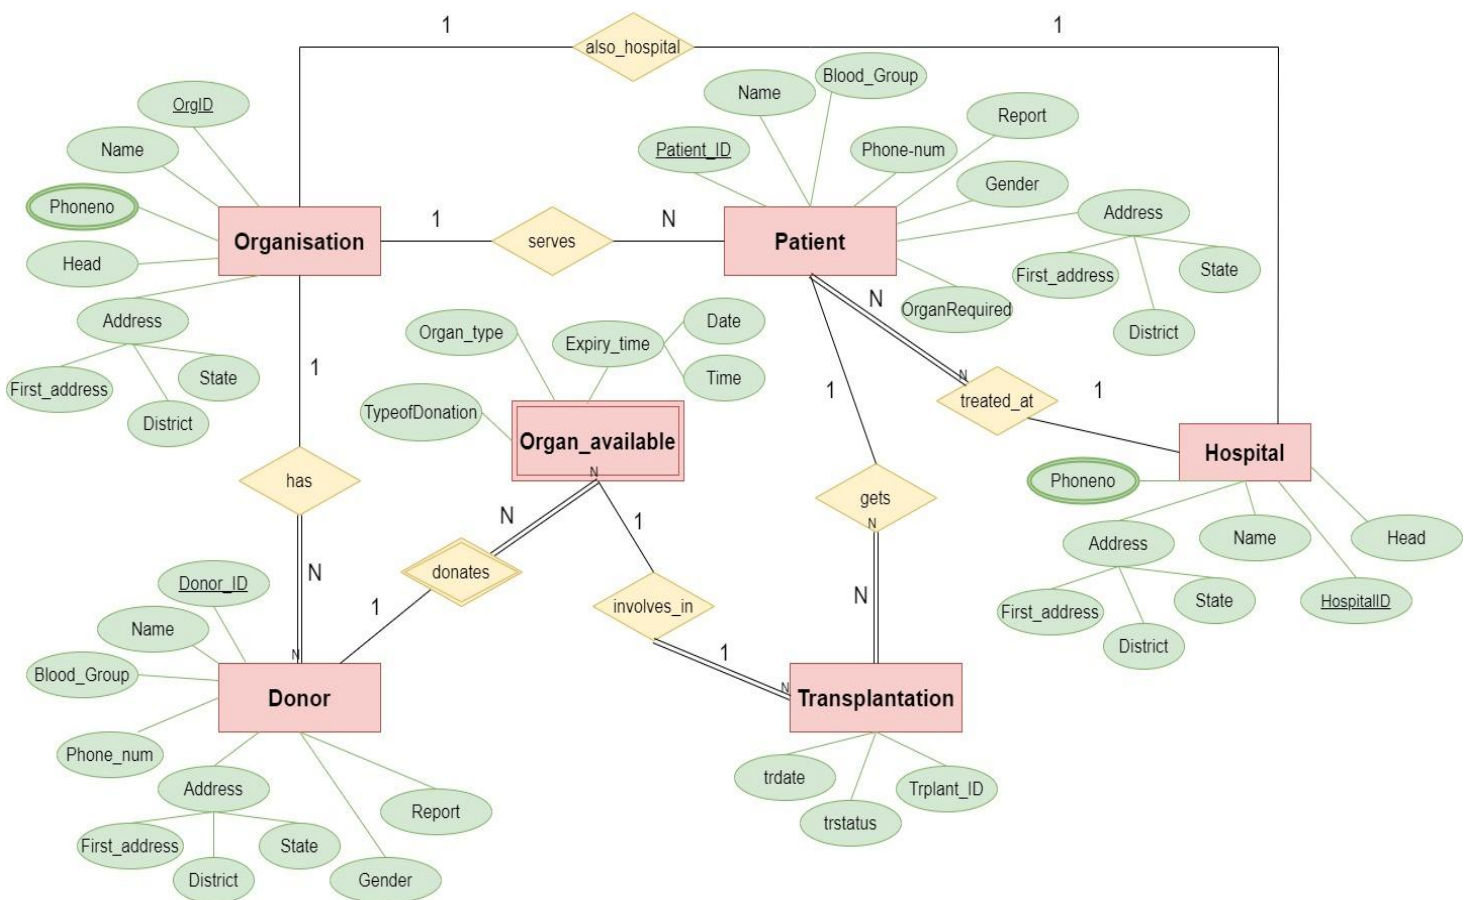 1
also_hospital
1
OrgID
Name
Phoneno
Head
Address
First_address
State
District
Organisation
1
serves
N
Patient_ID
Name
Blood_Group
Phone-num
Report
Gender
Address
First_address
State
District
OrganRequired
Patient
1
has
N
N
Organ_type
Expiry_time
Date
Time
TypeofDonation
Organ_available
N
N
donates
1
1
involves_in
1
N
1
gets
N
N
N
N
treated_at
1
Hospital
Phoneno
Address
First_address
State
District
Name
HospitalID
Head
Donor_ID
Name
Blood_Group
Phone_num
Donor
Address
First_address
State
District
Gender
Report
Transplantation
trdate
trstatus
Trplant_ID